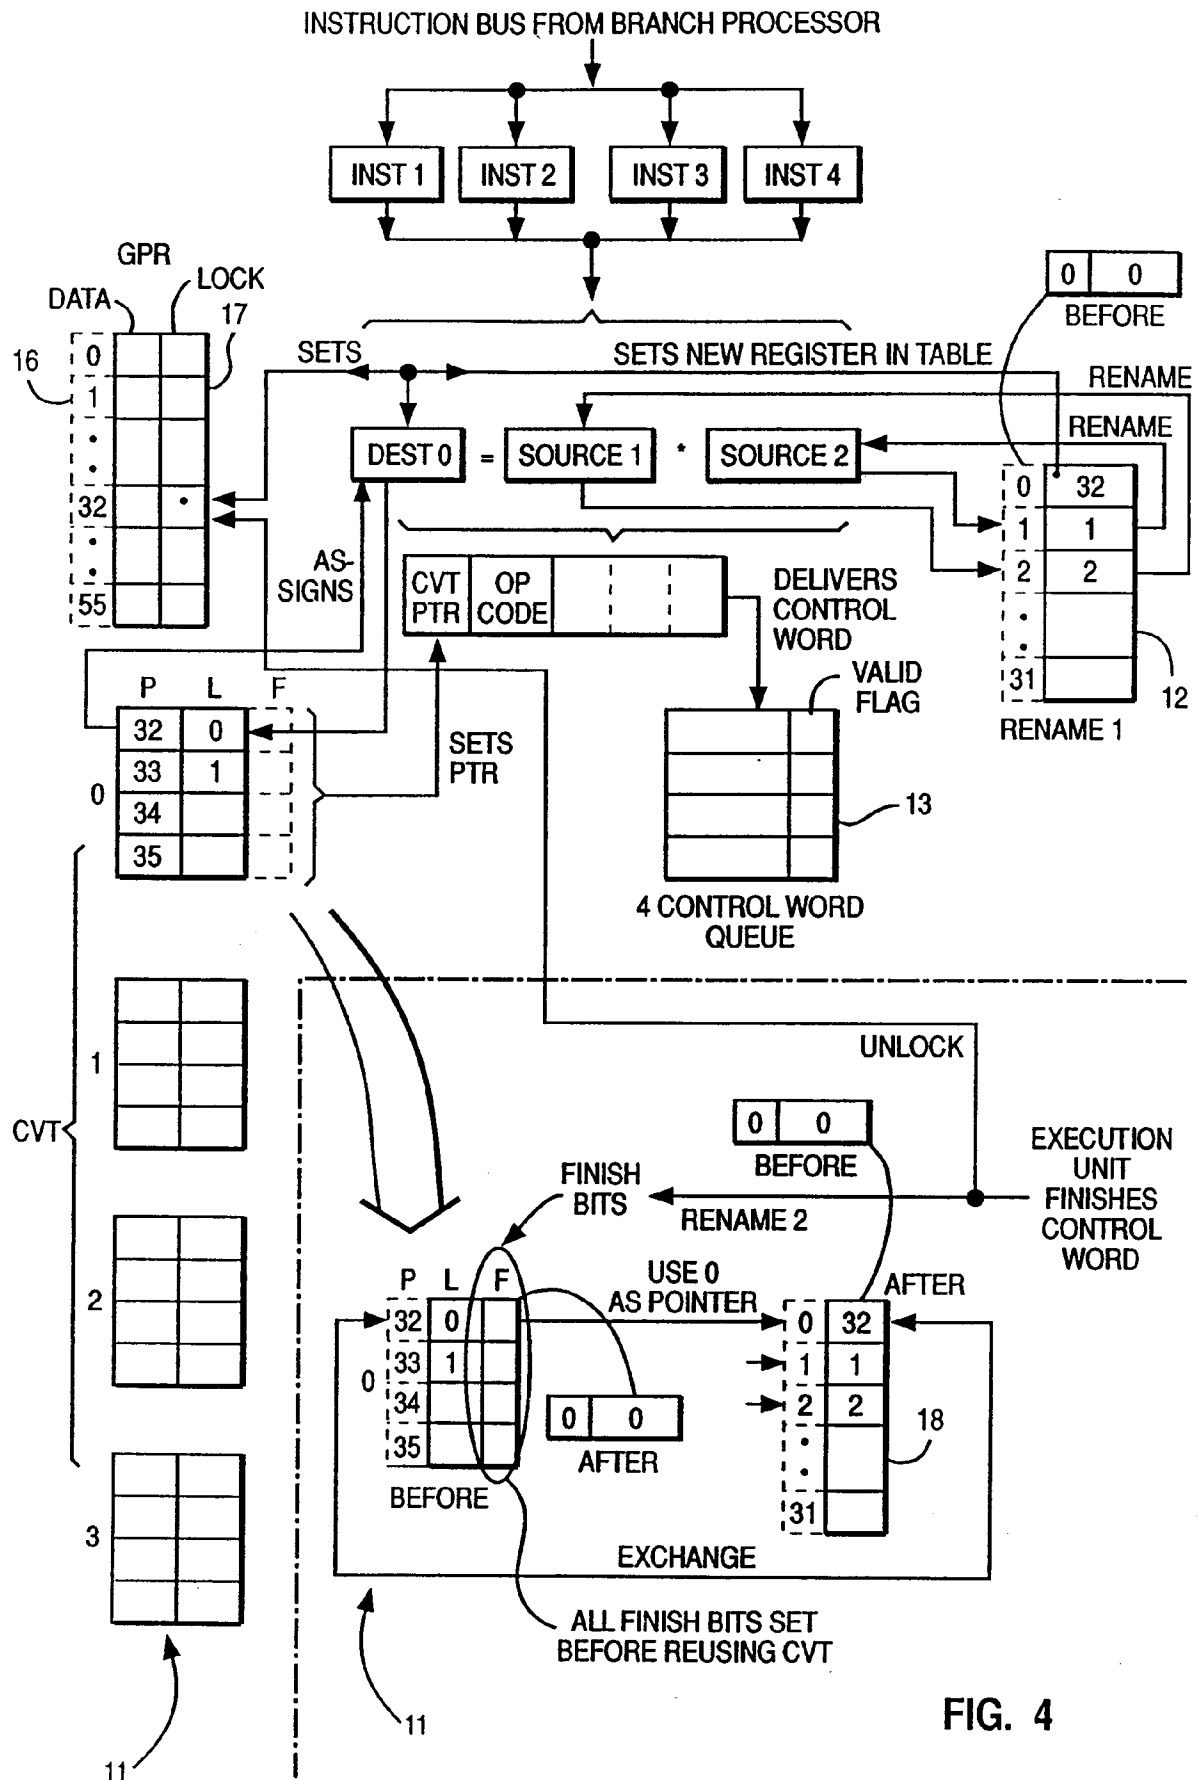 INSTRUCTION BUS FROM BRANCH PROCESSOR
INST 1
INST 2
INST 3
INST 4
GPR
DATA
LOCK
17
16
0
1
32
55
0 0
BEFORE
SETS
SETS NEW REGISTER IN TABLE
RENAME
RENAME
DEST 0 = SOURCE 1 * SOURCE 2
0 32
1 1
2 2
31
12
RENAME 1
AS-
SIGNS
CVT
PTR
OP
CODE
DELIVERS
CONTROL
WORD
VALID
FLAG
13
4 CONTROL WORD
QUEUE
P L F
32 0
33 1
34
35
0
SETS
PTR
CVT
1
2
3
11
UNLOCK
0 0
BEFORE
EXECUTION
UNIT
FINISHES
CONTROL
WORD
FINISH
BITS
RENAME 2
P L F
32 0
33 1
34
35
0
BEFORE
USE 0
AS POINTER
0 0
AFTER
AFTER
0 32
1 1
2 2
31
18
EXCHANGE
ALL FINISH BITS SET
BEFORE REUSING CVT
11
FIG. 4